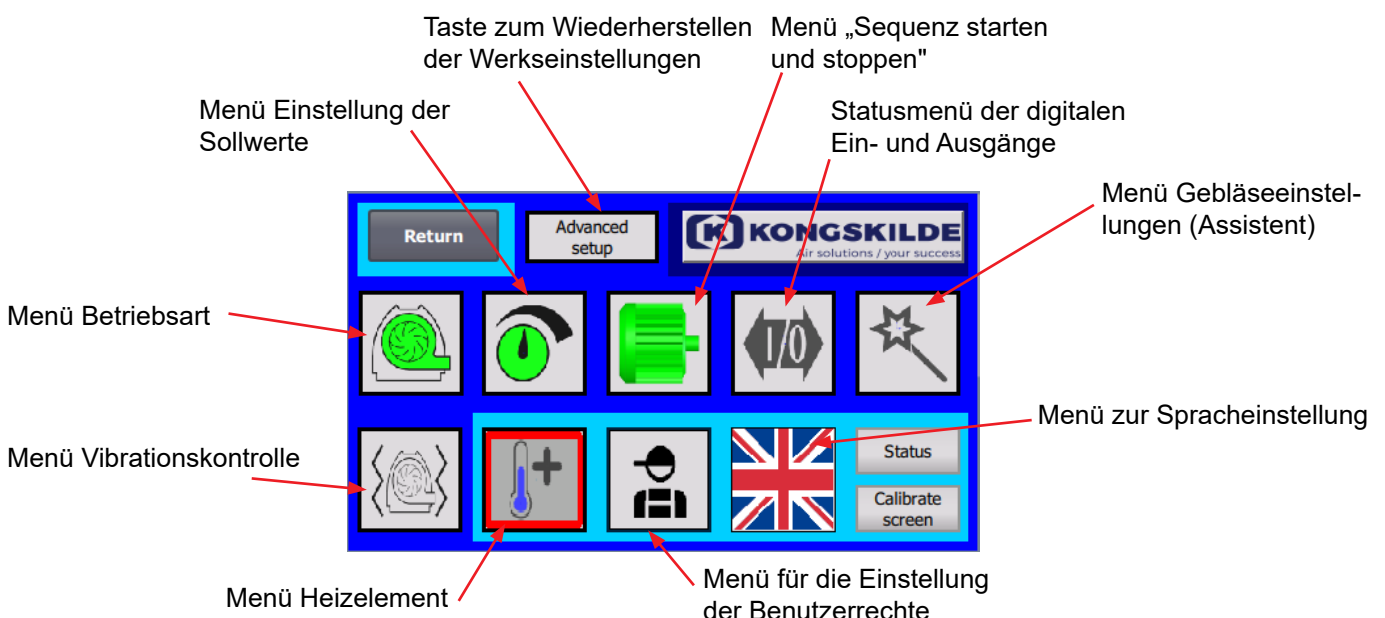 Taste zum Wiederherstellen
der Werkseinstellungen
Menü „Sequenz starten
und stoppen"
Menü Einstellung der
Sollwerte
Statusmenü der digitalen
Ein- und Ausgänge
Menü Gebläseeinstel-
lungen (Assistent)
Return
Advanced
setup
K KONGSKILDE
Air solutions / your success
Menü Betriebsart
I/O
Menü Zur Spracheinstellung
Status
Menü Vibrationskontrolle
Calibrate
screen
Menü Heizelement
Menü für die Einstellung
der Benutzerrechte